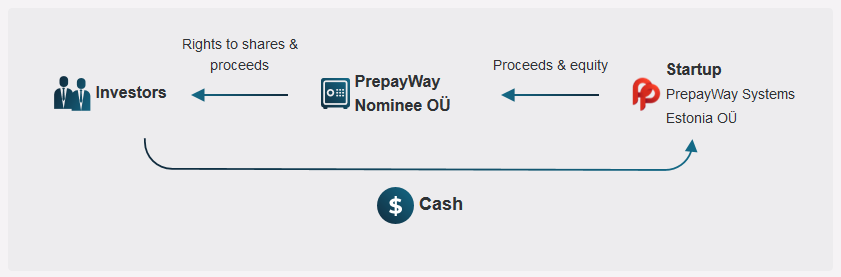 Rights to shares &
proceeds
Investors
PrepayWay
Nominee OÜ
Proceeds & equity
Startup
PrepayWay Systems
Estonia OÜ
$
Cash